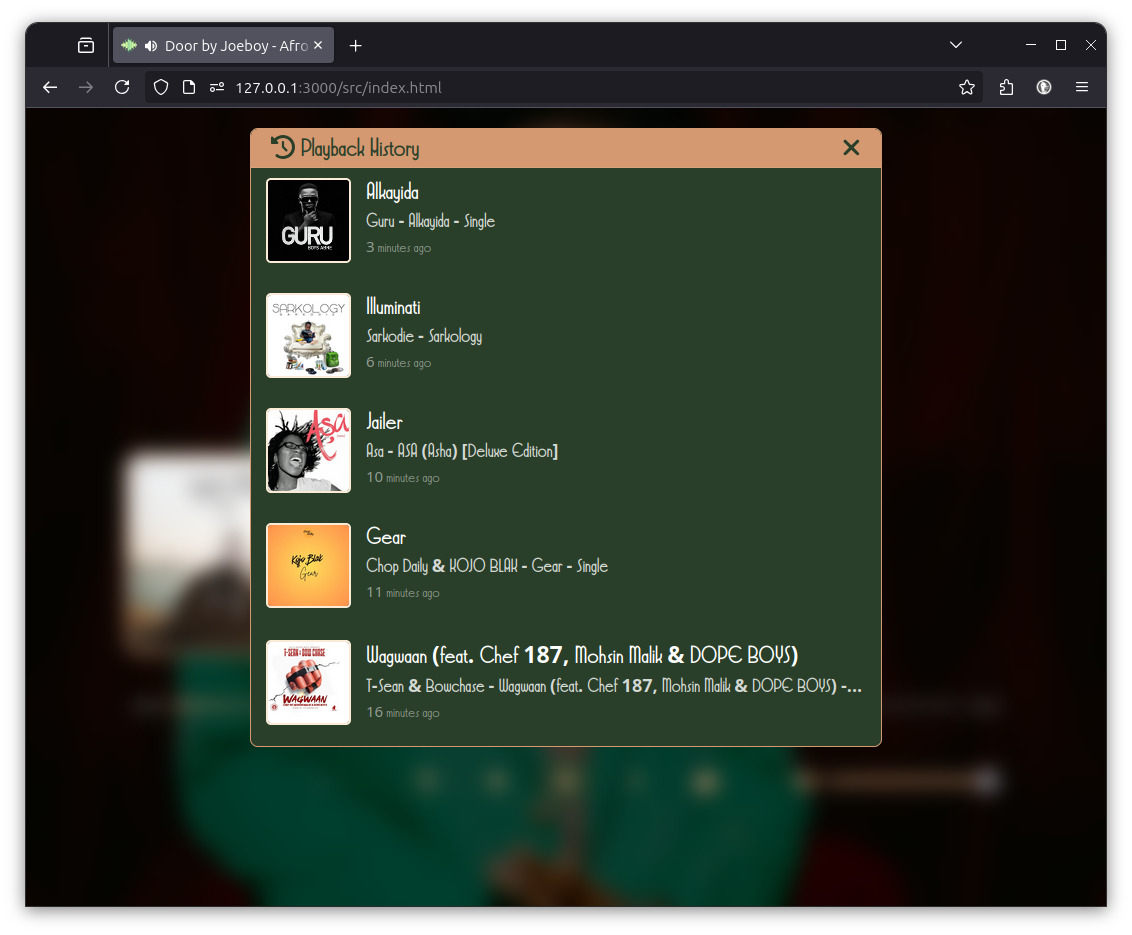 Door by Joeboy - Afro
127.0.0.1:3000/src/index.html
Playback History
GURU
Alkayida
Guru - Alkayida - Single
3 minutes ago
SARKOLOGY
Illuminati
Sarkodie - Sarkology
6 minutes ago
Asa
Jailer
Asa - ASA (Asha) [Deluxe Edition]
10 minutes ago
Kojo Blak
Gear
Gear
Chop Daily & KOJO BLAK - Gear - Single
11 minutes ago
T-SEAN & BOW CHASE
WAGWAAN
Wagwaan (feat. Chef 187, Mohsin Malik & DOPE BOYS)
T-Sean & Bowchase - Wagwaan (feat. Chef 187, Mohsin Malik & DOPE BOYS) -...
16 minutes ago